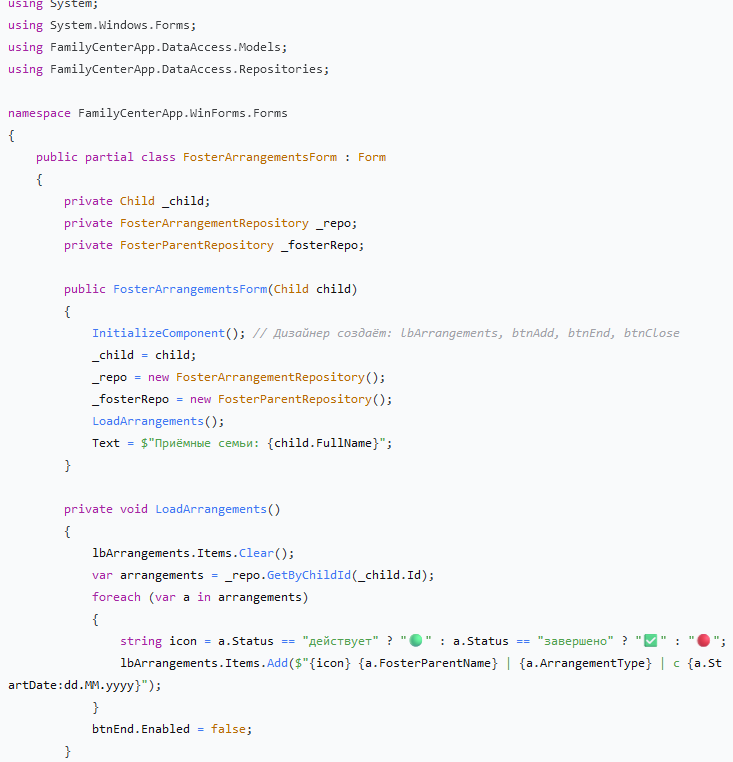 using System;
using System.Windows.Forms;
using FamilyCenterApp.DataAccess.Models;
using FamilyCenterApp.DataAccess.Repositories;

namespace FamilyCenterApp.WinForms.Forms
{
    public partial class FosterArrangementsForm : Form
    {
        private Child _child;
        private FosterArrangementRepository _repo;
        private FosterParentRepository _fosterRepo;

        public FosterArrangementsForm(Child child)
        {
            InitializeComponent(); // Дизайнер создаём: lbArrangements, btnAdd, btnEnd, btnClose
            _child = child;
            _repo = new FosterArrangementRepository();
            _fosterRepo = new FosterParentRepository();
            LoadArrangements();
            Text = $"Приёмные семьи: {child.FullName}";
        }

        private void LoadArrangements()
        {
            lbArrangements.Items.Clear();
            var arrangements = _repo.GetByChildId(_child.Id);
            foreach (var a in arrangements)
            {
                string icon = a.Status == "действует" ? "🟢" : a.Status == "завершено" ? "✅" : "🔴";
                lbArrangements.Items.Add($"{icon} {a.FosterParentName} | {a.ArrangementType} | с {a.St
artDate:dd.MM.yyyy}");
            }
            btnEnd.Enabled = false;
        }